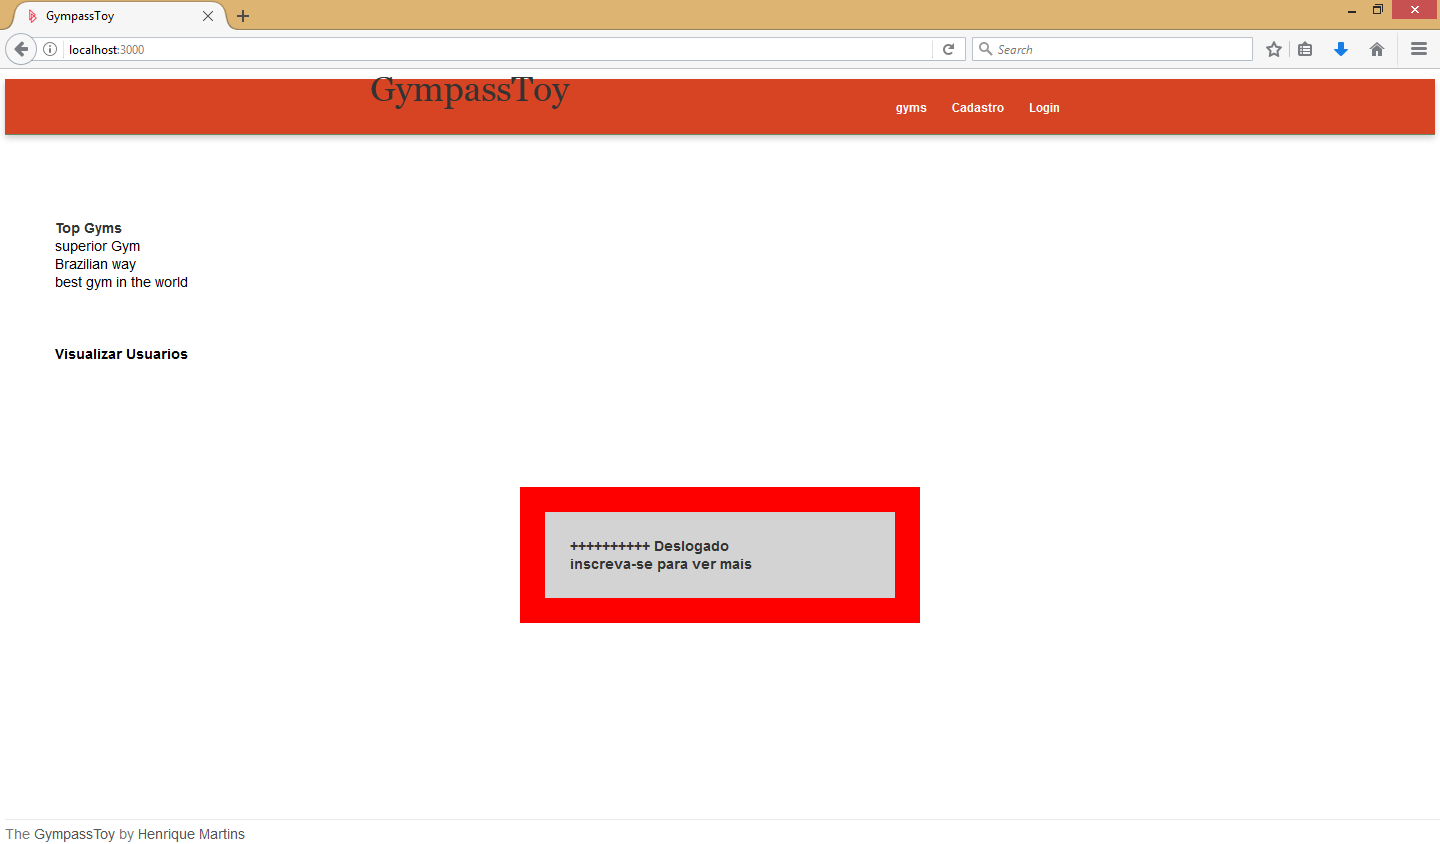 GympassToy
localhost:3000
Search
GympassToy
gyms Cadastro Login
Top Gyms
superior Gym
Brazilian way
best gym in the world
Visualizar Usuarios
++++++++++ Deslogado
inscreva-se para ver mais
The GympassToy by Henrique Martins